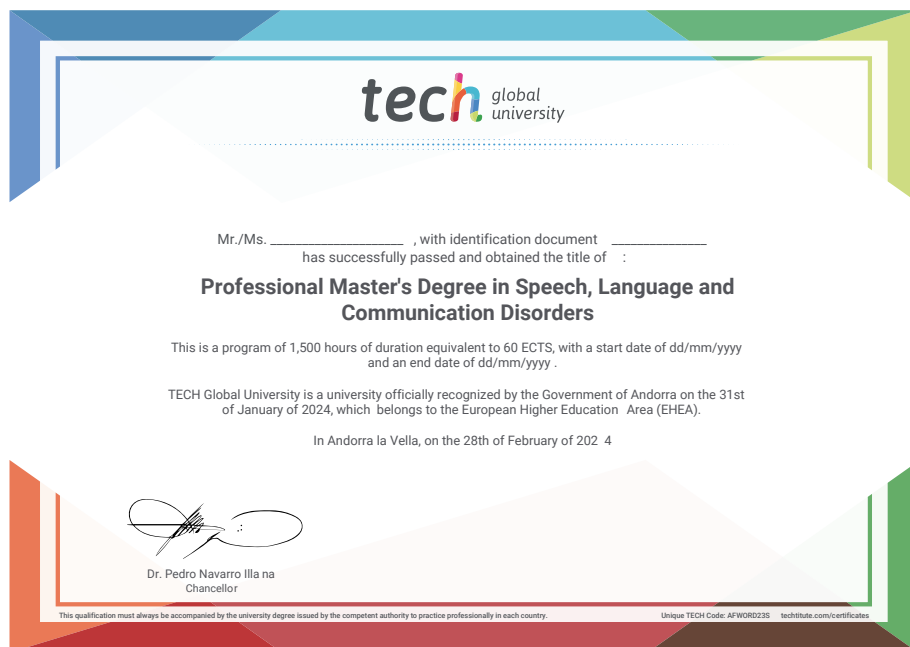 tech global
university
Mr./Ms. ____________________ , with identification document ______________
has successfully passed and obtained the title of :
Professional Master's Degree in Speech, Language and
Communication Disorders
This is a program of 1,500 hours of duration equivalent to 60 ECTS, with a start date of dd/mm/yyyy
and an end date of dd/mm/yyyy .
TECH Global University is a university officially recognized by the Government of Andorra on the 31st
of January of 2024, which belongs to the European Higher Education Area (EHEA).
In Andorra la Vella, on the 28th of February of 202 4
Dr. Pedro Navarro Illa na
Chancellor
This qualification must always be accompanied by the university degree issued by the competent authority to practice professionally in each country.
Unique TECH Code: AFWORD23S techtitute.com/certificates